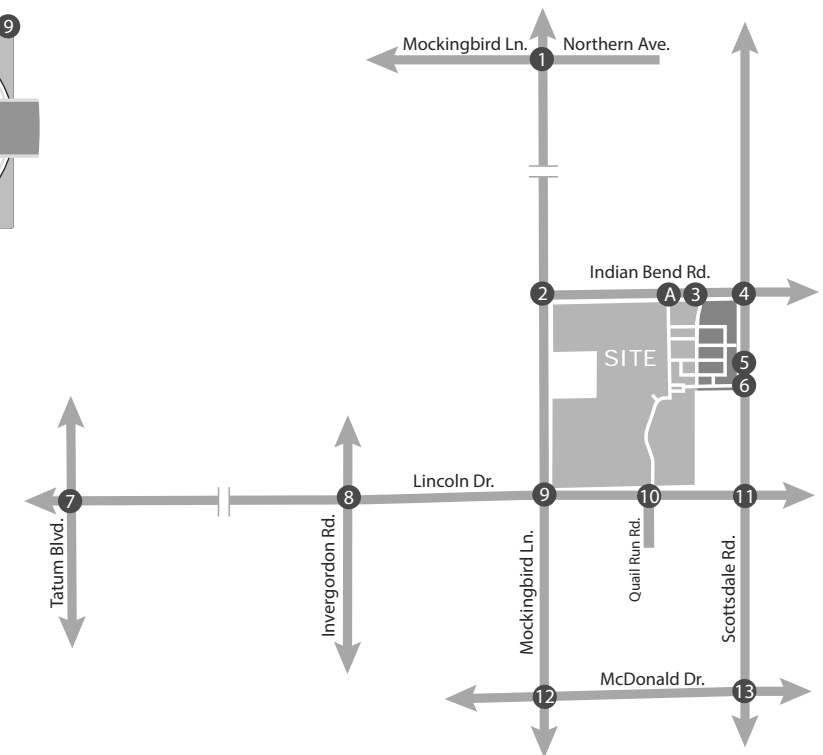 9
Mockingbird Ln.
Northern Ave.
1
Indian Bend Rd.
2
A
3
4
SITE
5
6
Lincoln Dr.
7
8
9
10
11
Tatum Blvd.
Invergordon Rd.
Mockingbird Ln.
Quail Run Rd.
Scottsdale Rd.
McDonald Dr.
12
13